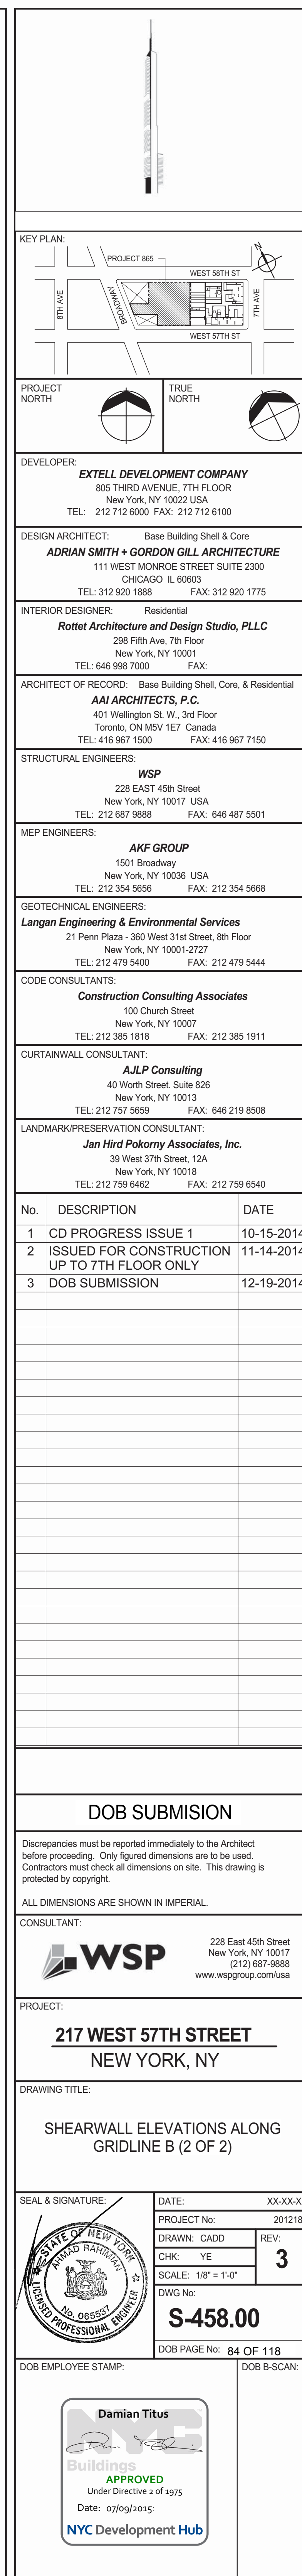 KEY PLAN:
PROJECT 865
N
WEST 58TH ST
8TH AVE
BROADWAY
7TH AVE
WEST 57TH ST
PROJECT NORTH
TRUE NORTH
DEVELOPER:
EXTELL DEVELOPMENT COMPANY
805 THIRD AVENUE, 7TH FLOOR
New York, NY 10022 USA
TEL: 212 712 6000 FAX: 212 712 6100
DESIGN ARCHITECT: Base Building Shell & Core
ADRIAN SMITH + GORDON GILL ARCHITECTURE
111 WEST MONROE STREET SUITE 2300
CHICAGO IL 60603
TEL: 312 920 1888 FAX: 312 920 1775
INTERIOR DESIGNER: Residential
Rottet Architecture and Design Studio, PLLC
298 Fifth Ave, 7th Floor
New York, NY 10001
TEL: 646 998 7000 FAX:
ARCHITECT OF RECORD: Base Building Shell, Core, & Residential
AAI ARCHITECTS, P.C.
401 Wellington St. W., 3rd Floor
Toronto, ON M5V 1E7 Canada
TEL: 416 967 1500 FAX: 416 967 7150
STRUCTURAL ENGINEERS:
WSP
228 EAST 45th Street
New York, NY 10017 USA
TEL: 212 687 9888 FAX: 646 487 5501
MEP ENGINEERS:
AKF GROUP
1501 Broadway
New York, NY 10036 USA
TEL: 212 354 5656 FAX: 212 354 5668
GEOTECHNICAL ENGINEERS:
Langan Engineering & Environmental Services
21 Penn Plaza - 360 West 31st Street, 8th Floor
New York, NY 10001-2727
TEL: 212 479 5400 FAX: 212 479 5444
CODE CONSULTANTS:
Construction Consulting Associates
100 Church Street
New York, NY 10007
TEL: 212 385 1818 FAX: 212 385 1911
CURTAINWALL CONSULTANT:
AJLP Consulting
40 Worth Street. Suite 826
New York, NY 10013
TEL: 212 757 5659 FAX: 646 219 8508
LANDMARK/PRESERVATION CONSULTANT:
Jan Hird Pokorny Associates, Inc.
39 West 37th Street, 12A
New York, NY 10018
TEL: 212 759 6462 FAX: 212 759 6540
No. DESCRIPTION DATE
1 CD PROGRESS ISSUE 1 10-15-2014
2 ISSUED FOR CONSTRUCTION 11-14-2014
UP TO 7TH FLOOR ONLY
3 DOB SUBMISSION 12-19-2014
DOB SUBMISION
Discrepancies must be reported immediately to the Architect
before proceeding. Only figured dimensions are to be used.
Contractors must check all dimensions on site. This drawing is
protected by copyright.
ALL DIMENSIONS ARE SHOWN IN IMPERIAL.
CONSULTANT:
WSP
228 East 45th Street
New York, NY 10017
(212) 687-9888
www.wspgroup.com/usa
PROJECT:
217 WEST 57TH STREET
NEW YORK, NY
DRAWING TITLE:
SHEARWALL ELEVATIONS ALONG
GRIDLINE B (2 OF 2)
SEAL & SIGNATURE:
STATE OF NEW YORK
AHMAD RAHIMIAN
No. 065537
LICENSED PROFESSIONAL ENGINEER
DATE: XX-XX-X
PROJECT No: 201218
DRAWN: CADD
CHK: YE
SCALE: 1/8" = 1'-0"
REV:
3
DWG No:
S-458.00
DOB PAGE No: 84 OF 118
DOB EMPLOYEE STAMP:
DOB B-SCAN:
NYC
Damian Titus
Buildings
APPROVED
Under Directive 2 of 1975
Date: 07/09/2015:
NYC Development Hub